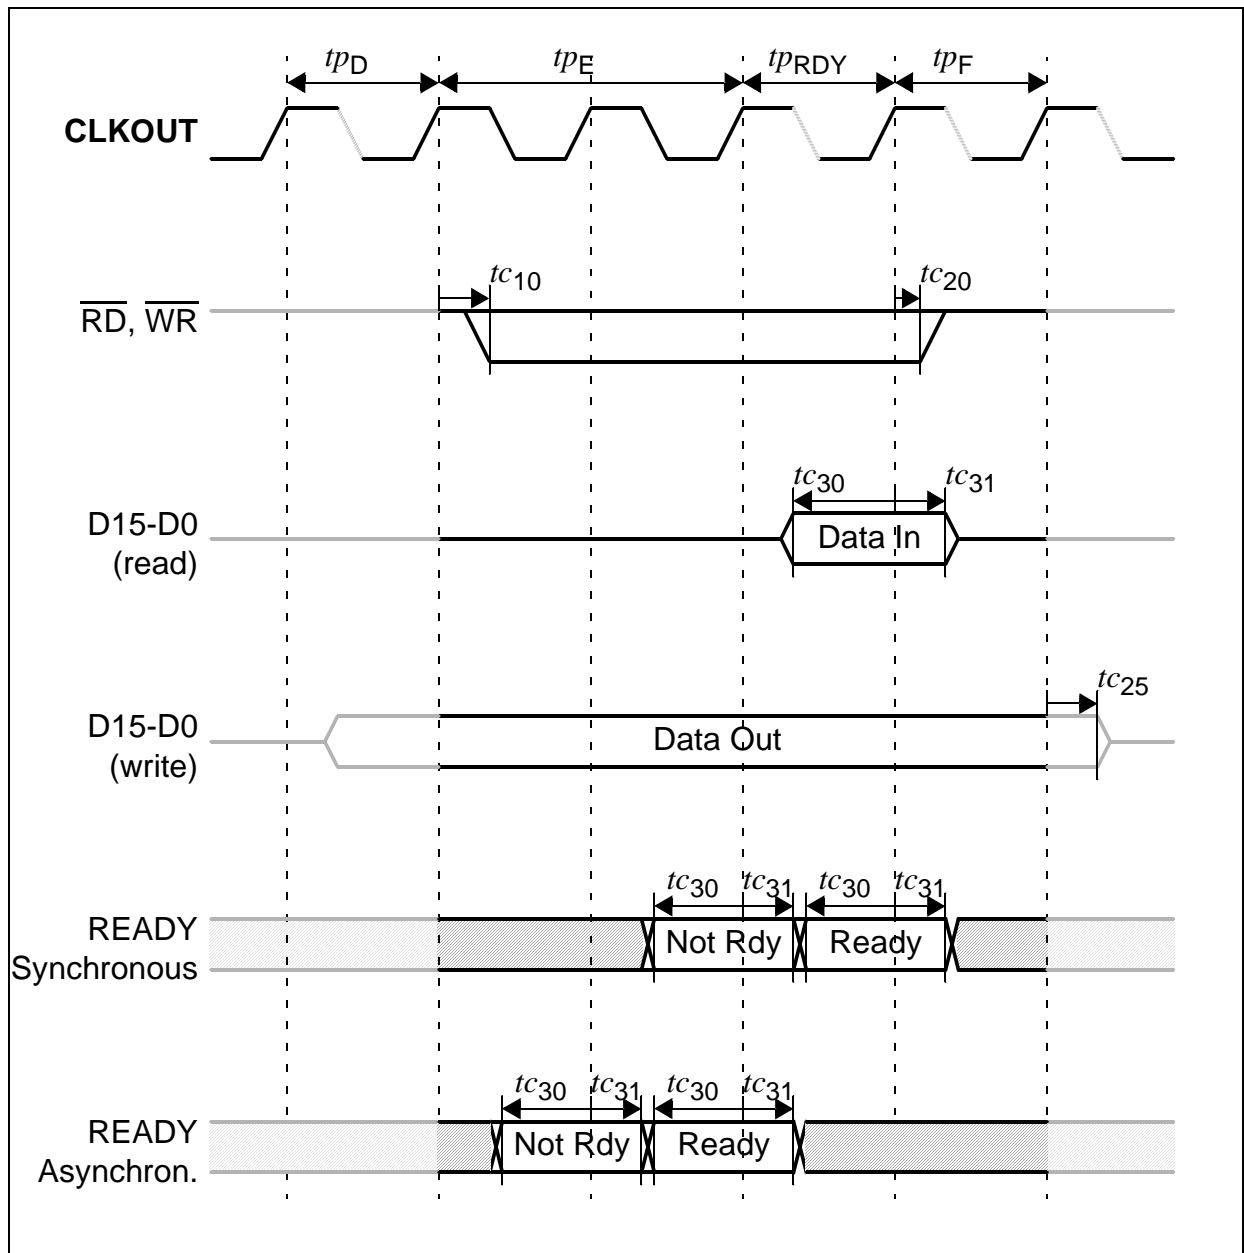 tpD tpE tpRDY tpF
CLKOUT
tc10 tc20
RD, WR
tc30 tc31
D15-D0 Data In
(read)
tc25
D15-D0 Data Out
(write)
tc30 tc31 tc30 tc31
READY Not Rdy Ready
Synchronous
tc30 tc31 tc30 tc31
READY Not Rdy Ready
Asynchron.